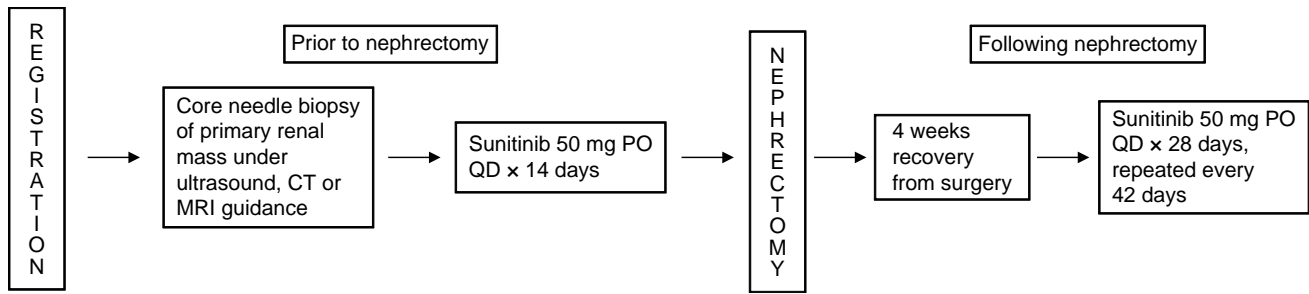 REGISTRATION
Prior to nephrectomy
Core needle biopsy
of primary renal
mass under
ultrasound, CT or
MRI guidance
Sunitinib 50 mg PO
QD × 14 days
NEPHRECTOMY
Following nephrectomy
4 weeks
recovery
from surgery
Sunitinib 50 mg PO
QD × 28 days,
repeated every
42 days